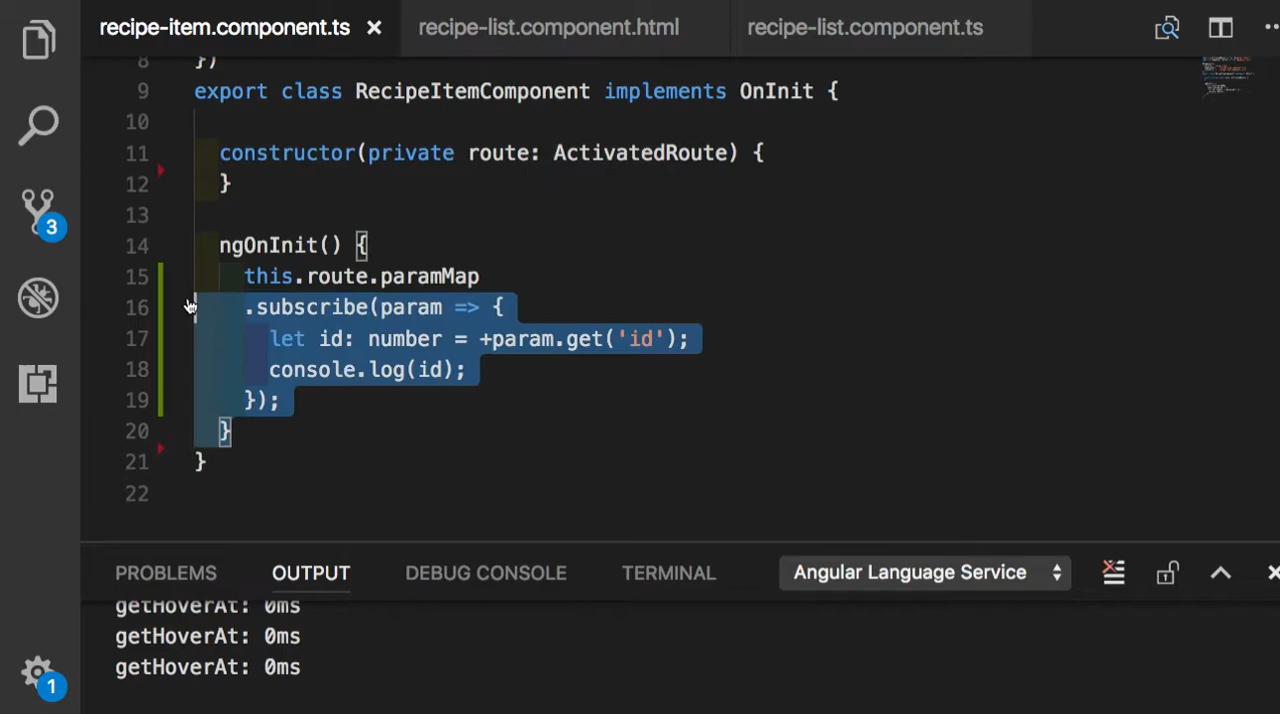 recipe-item.component.ts recipe-list.component.html recipe-list.component.ts
8 })
9 export class RecipeItemComponent implements OnInit {
10
11 constructor(private route: ActivatedRoute) {
12 }
13
14 ngOnInit() {
15 this.route.paramMap
16 .subscribe(param => {
17 let id: number = +param.get('id');
18 console.log(id);
19 });
20 }
21 }
22
3
PROBLEMS OUTPUT DEBUG CONSOLE TERMINAL Angular Language Service
getHoverAt: 0ms
getHoverAt: 0ms
getHoverAt: 0ms
1